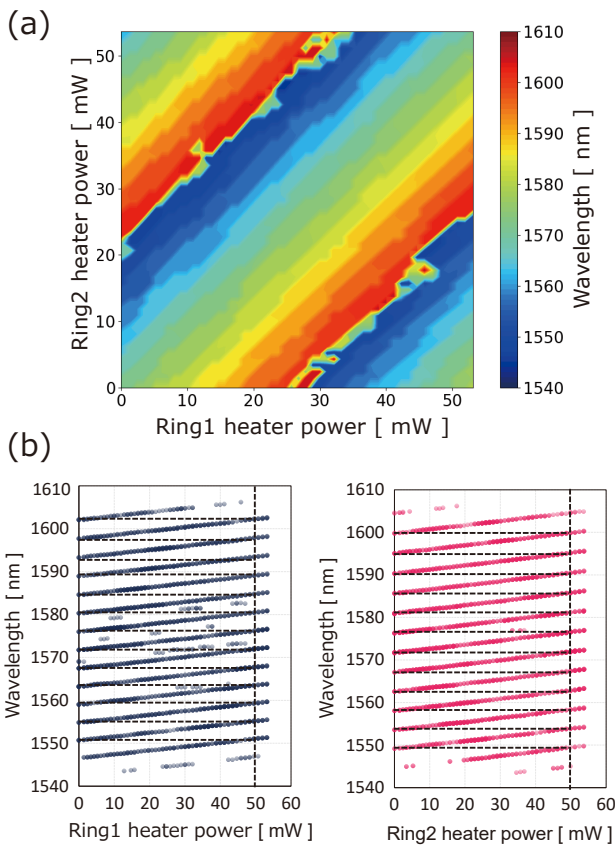 (a)
Ring2 heater power [ mW ]
50
40
30
20
10
0
0 10 20 30 40 50
Ring1 heater power [ mW ]
1610
1600
1590
1580
1570
1560
1550
1540
Wavelength [ nm ]
(b)
Wavelength [ nm ]
1610
1600
1590
1580
1570
1560
1550
1540
0 10 20 30 40 50 60
Ring1 heater power [ mW ]
Wavelength [ nm ]
1610
1600
1590
1580
1570
1560
1550
1540
0 10 20 30 40 50 60
Ring2 heater power [ mW ]